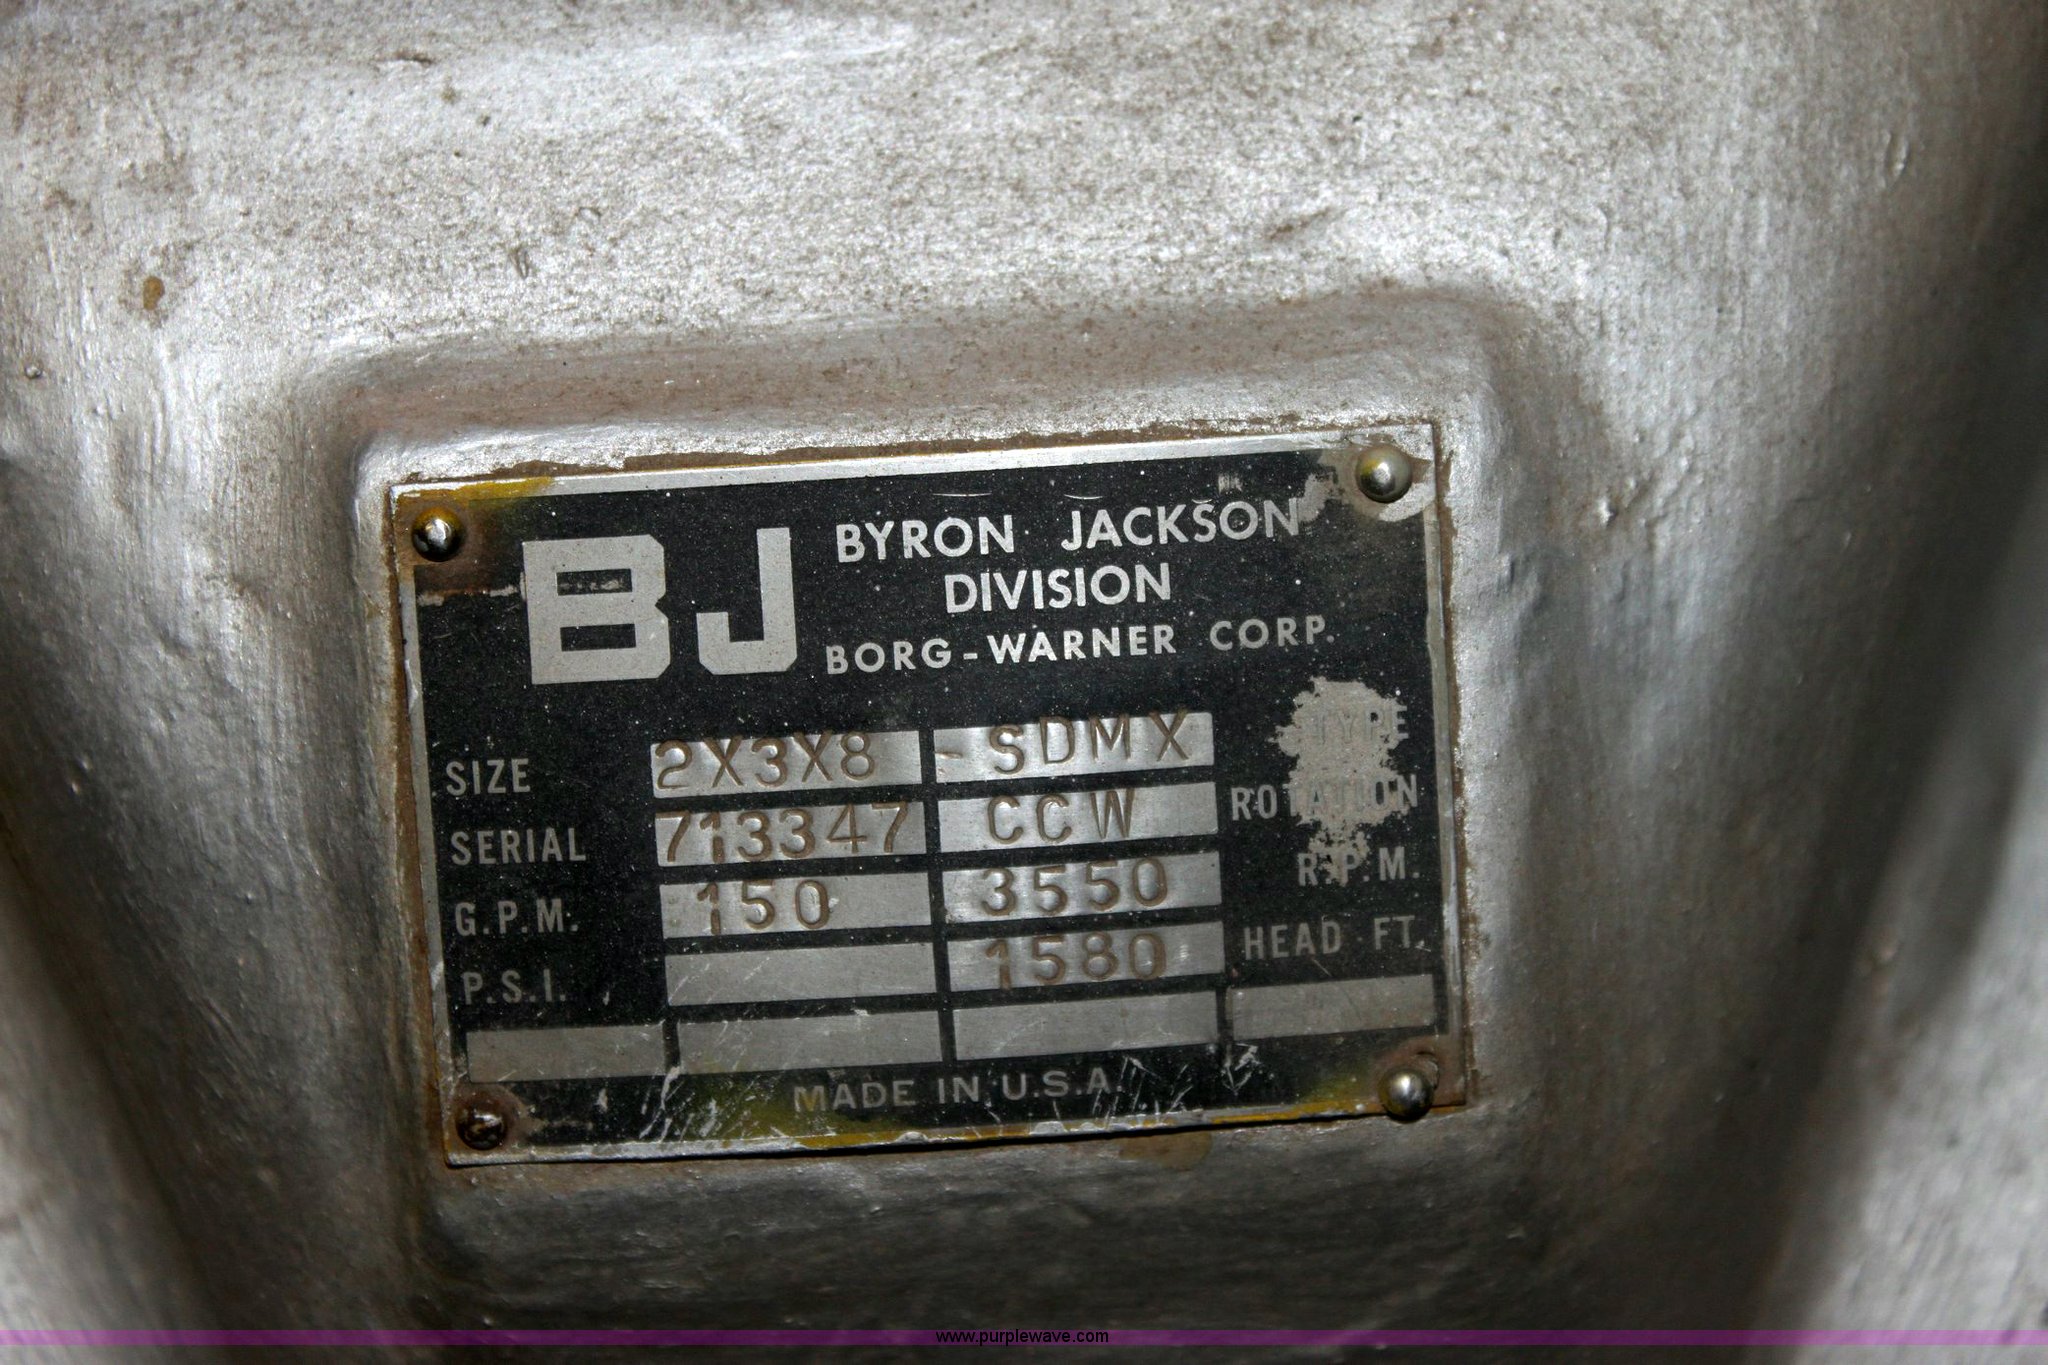 BJ
BYRON JACKSON
DIVISION
BORG-WARNER CORP.
SIZE 2X3X8 - SDMX TYPE
SERIAL 713347 CCW ROTATION
G.P.M. 150 3550 R.P.M.
P.S.I. 1580 HEAD FT.
MADE IN U.S.A.
www.purplewave.com